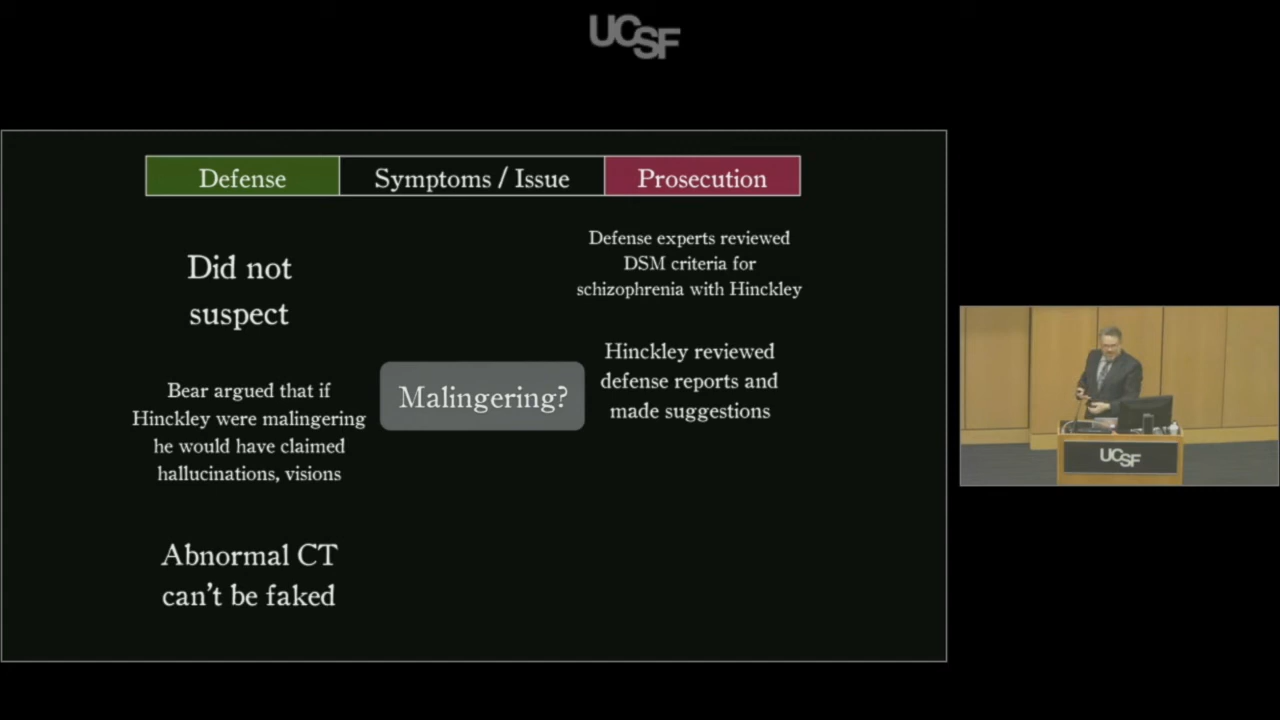 UCSF
Defense
Symptoms / Issue
Prosecution
Did not
suspect
Bear argued that if
Hinckley were malingering
he would have claimed
hallucinations, visions
Abnormal CT
can't be faked
Malingering?
Defense experts reviewed
DSM criteria for
schizophrenia with Hinckley
Hinckley reviewed
defense reports and
made suggestions
UCSF